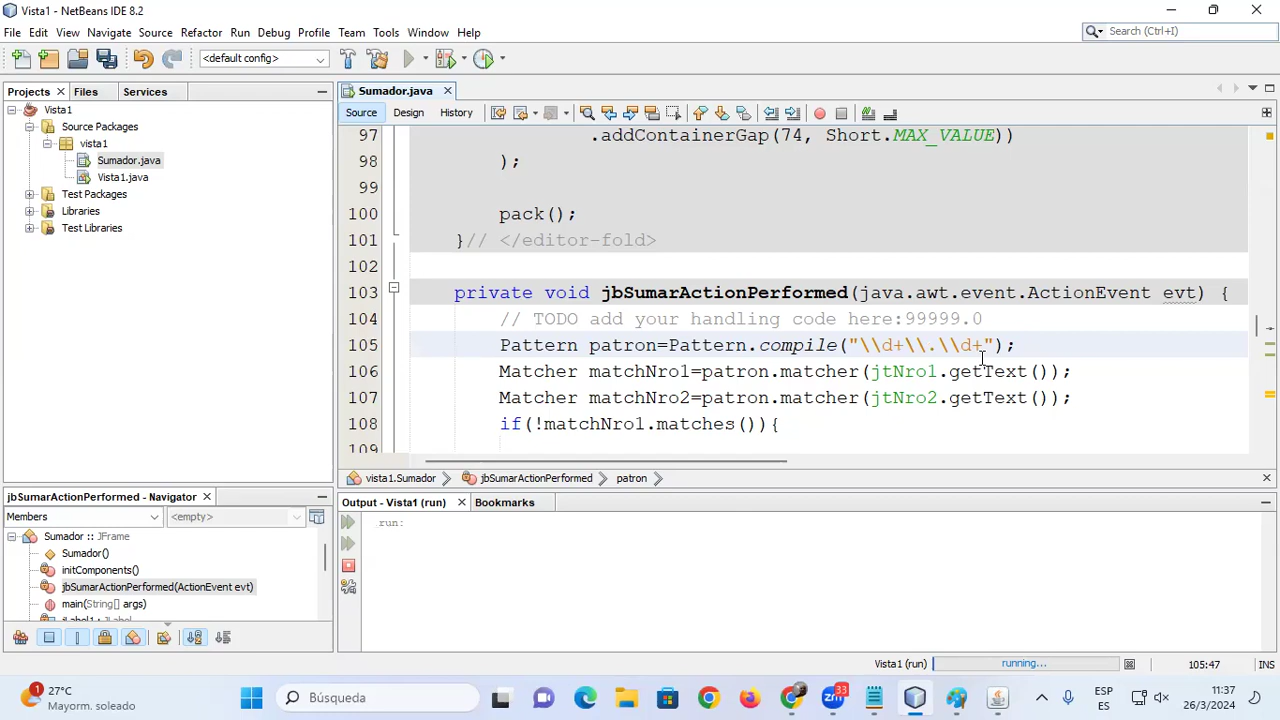 Vista1 - NetBeans IDE 8.2
File Edit View Navigate Source Refactor Run Debug Profile Team Tools Window Help
Search (Ctrl+I)
<default config>
Projects Files Services
Sumador.java
Source Design History
Vista1
Source Packages
vista1
Sumador.java
Vista1.java
Test Packages
Libraries
Test Libraries
97 .addContainerGap(74, Short.MAX_VALUE))
98 );
99
100 pack();
101 }// </editor-fold>
102
103 private void jbSumarActionPerformed(java.awt.event.ActionEvent evt) {
104 // TODO add your handling code here:99999.0
105 Pattern patron=Pattern.compile("\\d+\\.\\d+");
106 Matcher matchNro1=patron.matcher(jtNro1.getText());
107 Matcher matchNro2=patron.matcher(jtNro2.getText());
108 if(!matchNro1.matches()){
109
vista1.Sumador jbSumarActionPerformed patron
jbSumarActionPerformed - Navigator
Members <empty>
Sumador :: JFrame
Sumador()
initComponents()
jbSumarActionPerformed(ActionEvent evt)
main(String[] args)
jLabel1 : JLabel
Output - Vista1 (run) Bookmarks
run:
Vista1 (run) running... 105:47 INS
1
27°C
Mayorm. soleado
Búsqueda
33
ESP
ES
11:37
26/3/2024